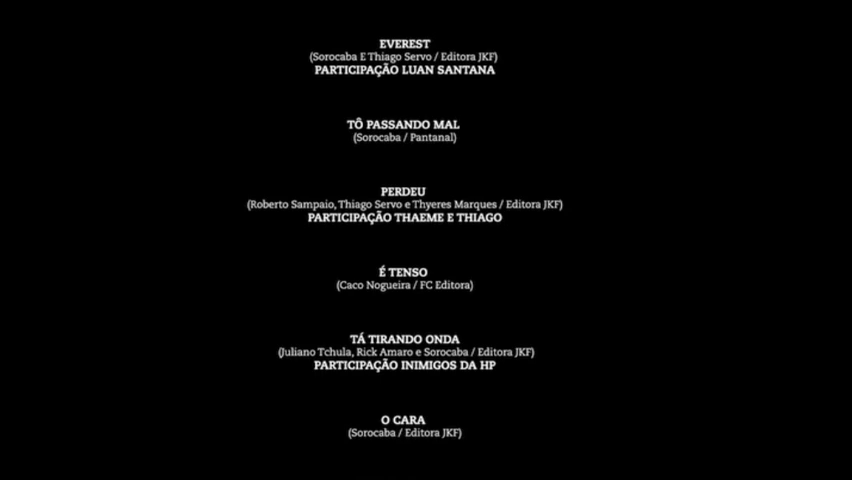 EVEREST
(Sorocaba E Thiago Servo / Editora JKF)
PARTICIPAÇÃO LUAN SANTANA
TÔ PASSANDO MAL
(Sorocaba / Pantanal)
PERDEU
(Roberto Sampaio, Thiago Servo e Thyeres Marques / Editora JKF)
PARTICIPAÇÃO THAEME E THIAGO
É TENSO
(Caco Nogueira / FC Editora)
TÁ TIRANDO ONDA
(Juliano Tchula, Rick Amaro e Sorocaba / Editora JKF)
PARTICIPAÇÃO INIMIGOS DA HP
O CARA
(Sorocaba / Editora JKF)